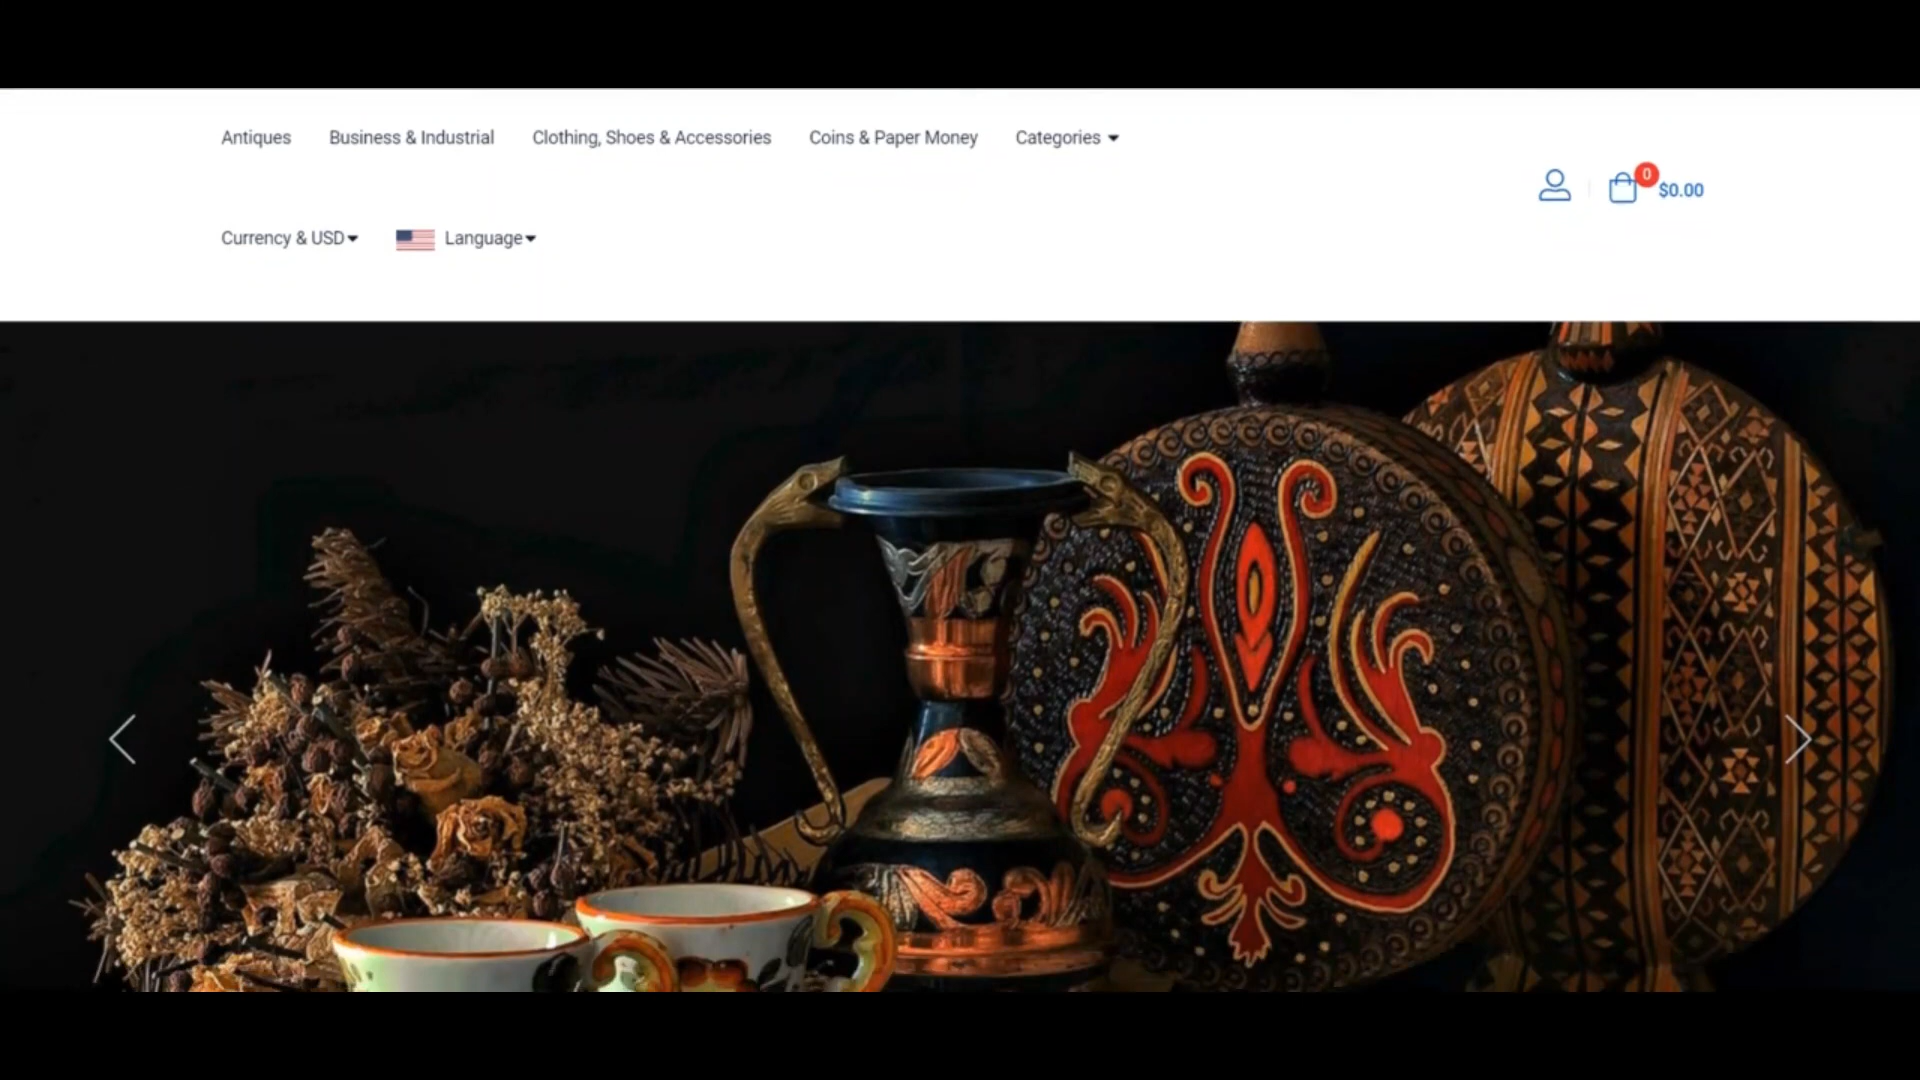 Antiques Business & Industrial Clothing, Shoes & Accessories Coins & Paper Money Categories
0
$0.00
Currency & USD Language